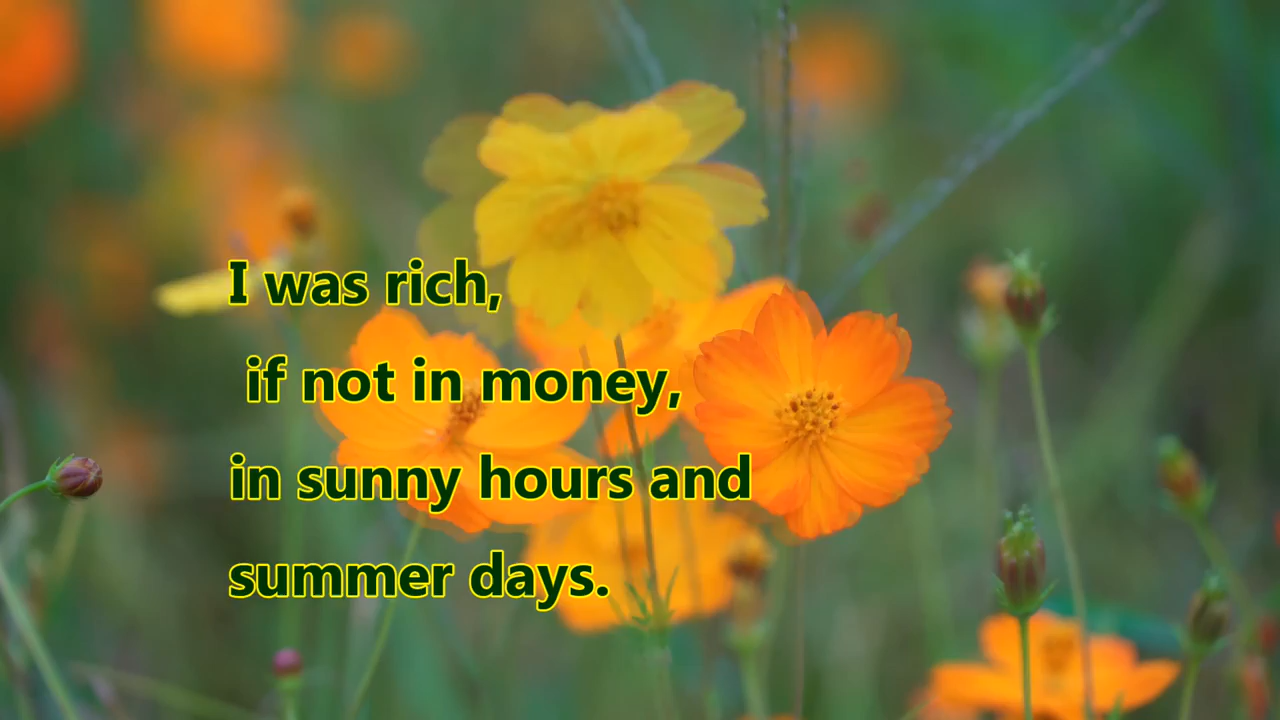 I was rich,
if not in money,
in sunny hours and
summer days.